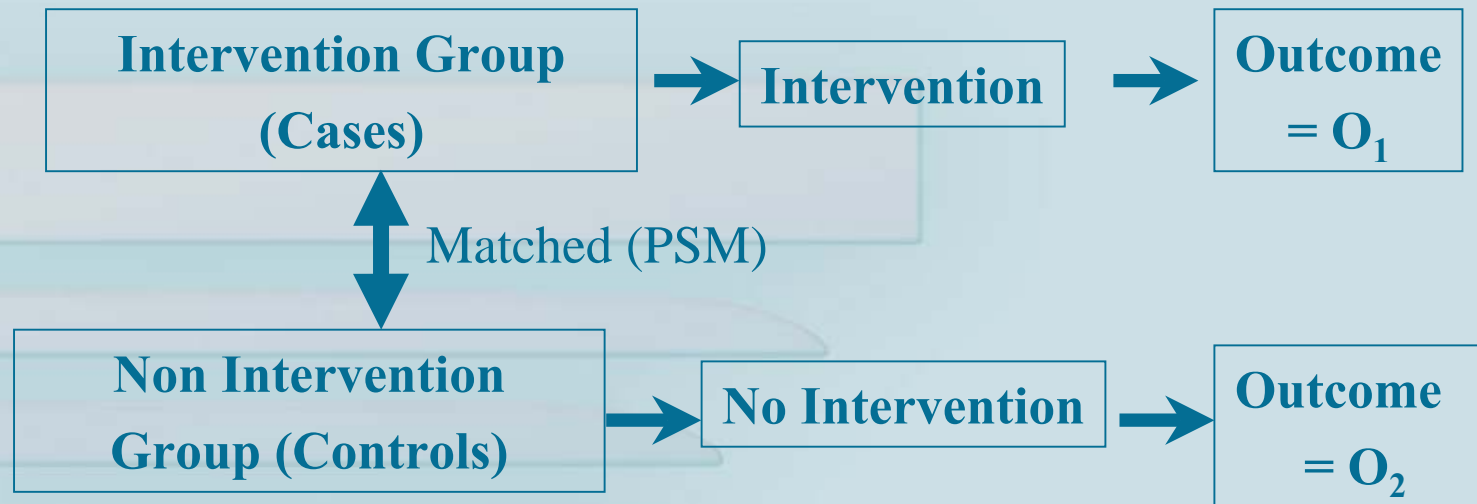 Intervention Group
(Cases)
Intervention
Outcome
= O₁
Matched (PSM)
Non Intervention
Group (Controls)
No Intervention
Outcome
= O₂